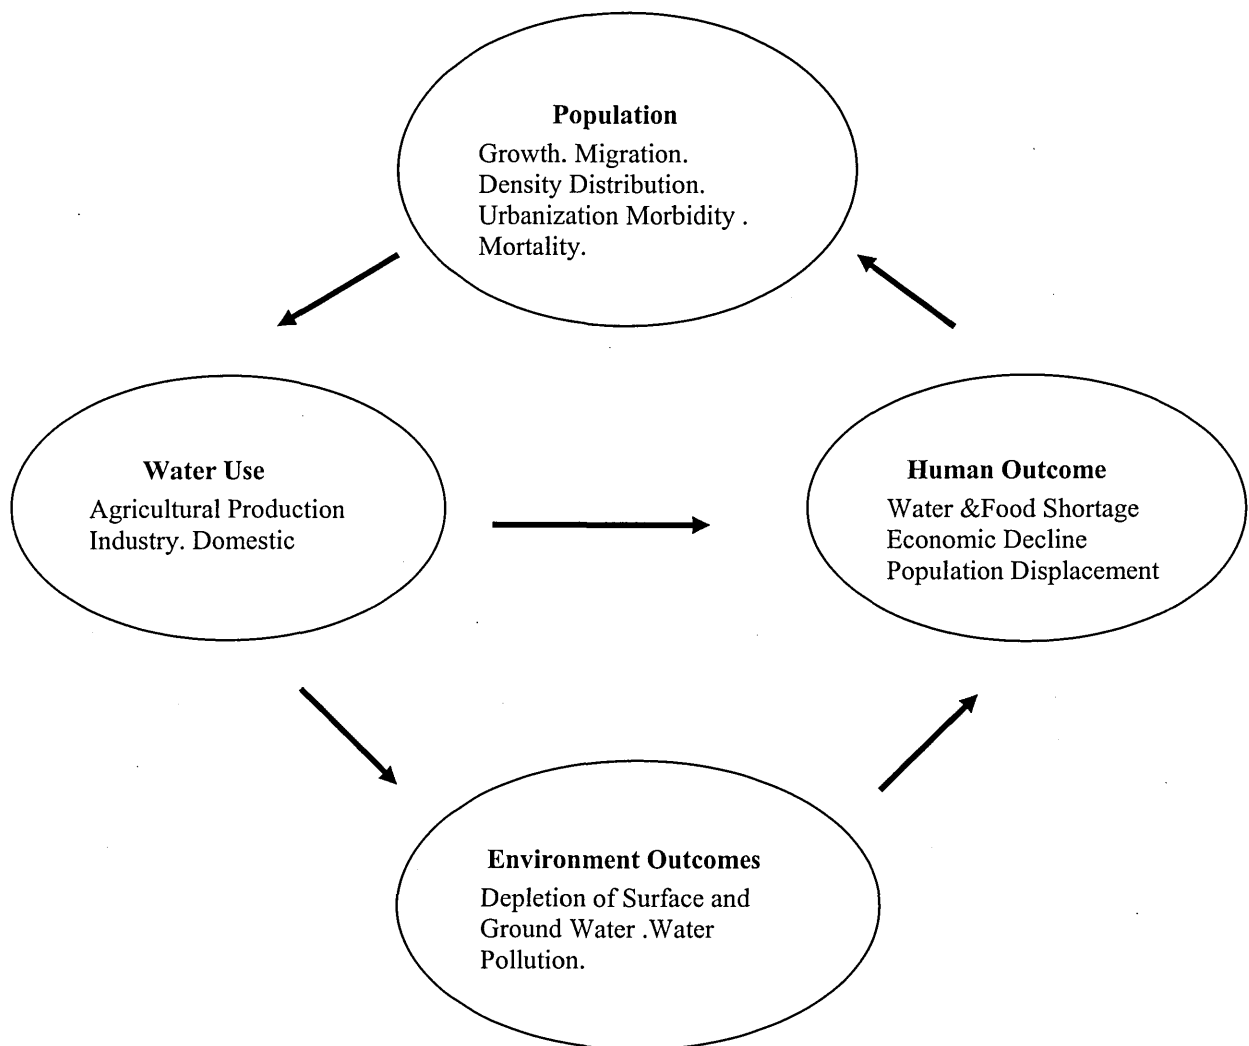 Population
Growth. Migration.
Density Distribution.
Urbanization Morbidity .
Mortality.
Water Use
Agricultural Production
Industry. Domestic
Human Outcome
Water &Food Shortage
Economic Decline
Population Displacement
Environment Outcomes
Depletion of Surface and
Ground Water .Water
Pollution.